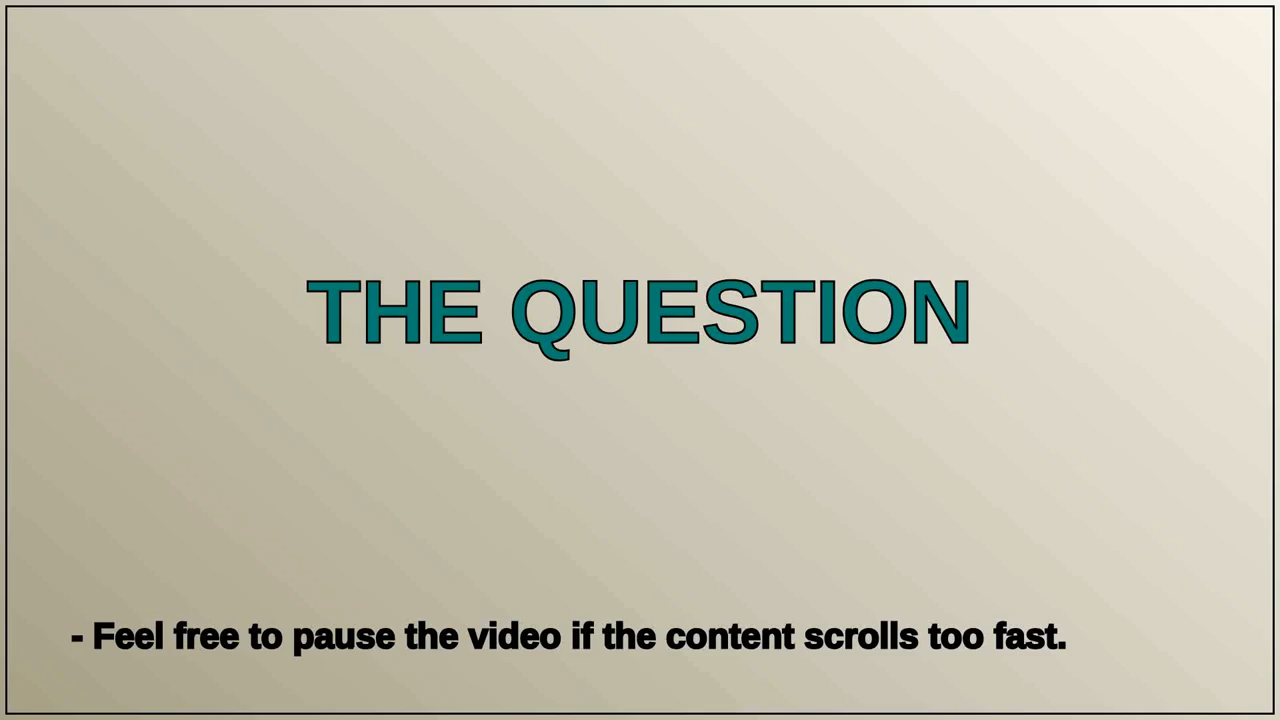 THE QUESTION
- Feel free to pause the video if the content scrolls too fast.